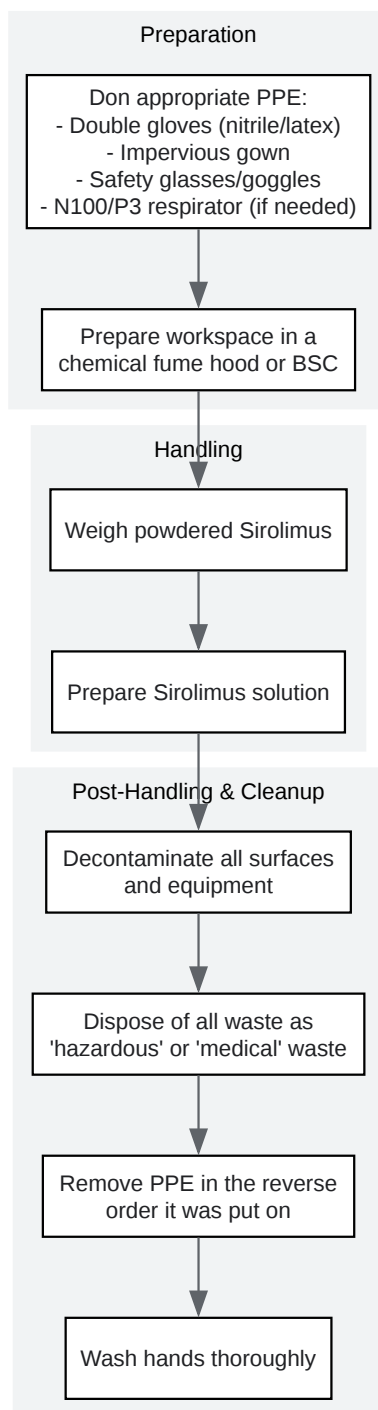 Preparation
Don appropriate PPE:
- Double gloves (nitrile/latex)
- Impervious gown
- Safety glasses/goggles
- N100/P3 respirator (if needed)
Prepare workspace in a
chemical fume hood or BSC
Handling
Weigh powdered Sirolimus
Prepare Sirolimus solution
Post-Handling & Cleanup
Decontaminate all surfaces
and equipment
Dispose of all waste as
'hazardous' or 'medical' waste
Remove PPE in the reverse
order it was put on
Wash hands thoroughly